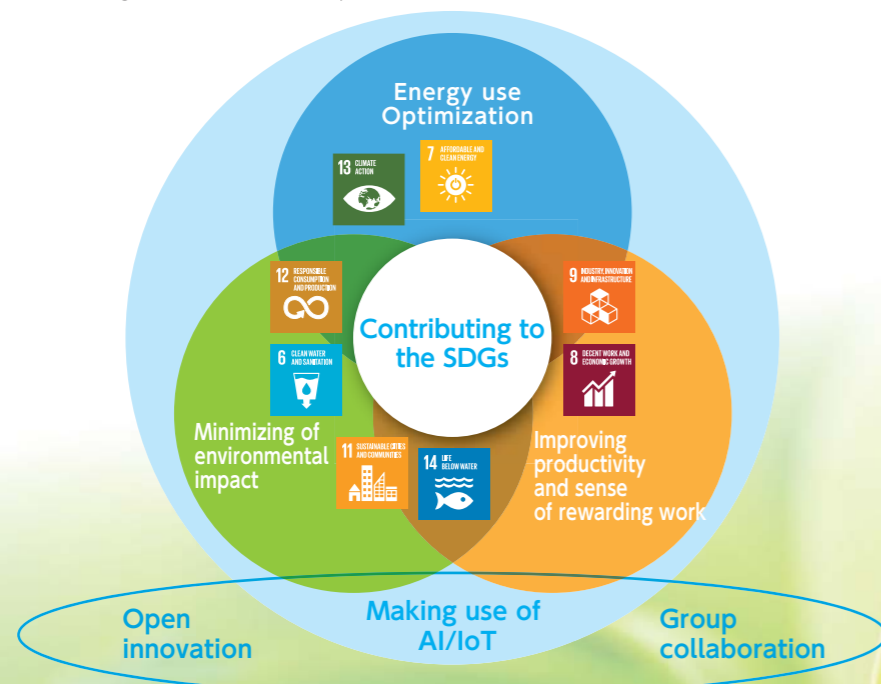 Energy use
Optimization
13 CLIMATE
ACTION
7 AFFORDABLE AND
CLEAN ENERGY
12 RESPONSIBLE
CONSUMPTION
AND PRODUCTION
9 INDUSTRY, INNOVATION
AND INFRASTRUCTURE
Contributing to
the SDGs
6 CLEAN WATER
AND SANITATION
8 DECENT WORK AND
ECONOMIC GROWTH
Minimizing of
environmental
impact
11 SUSTAINABLE CITIES
AND COMMUNITIES
14 LIFE
BELOW WATER
Improving
productivity
and sense
of rewarding work
Open
innovation
Making use of
AI/IoT
Group
collaboration